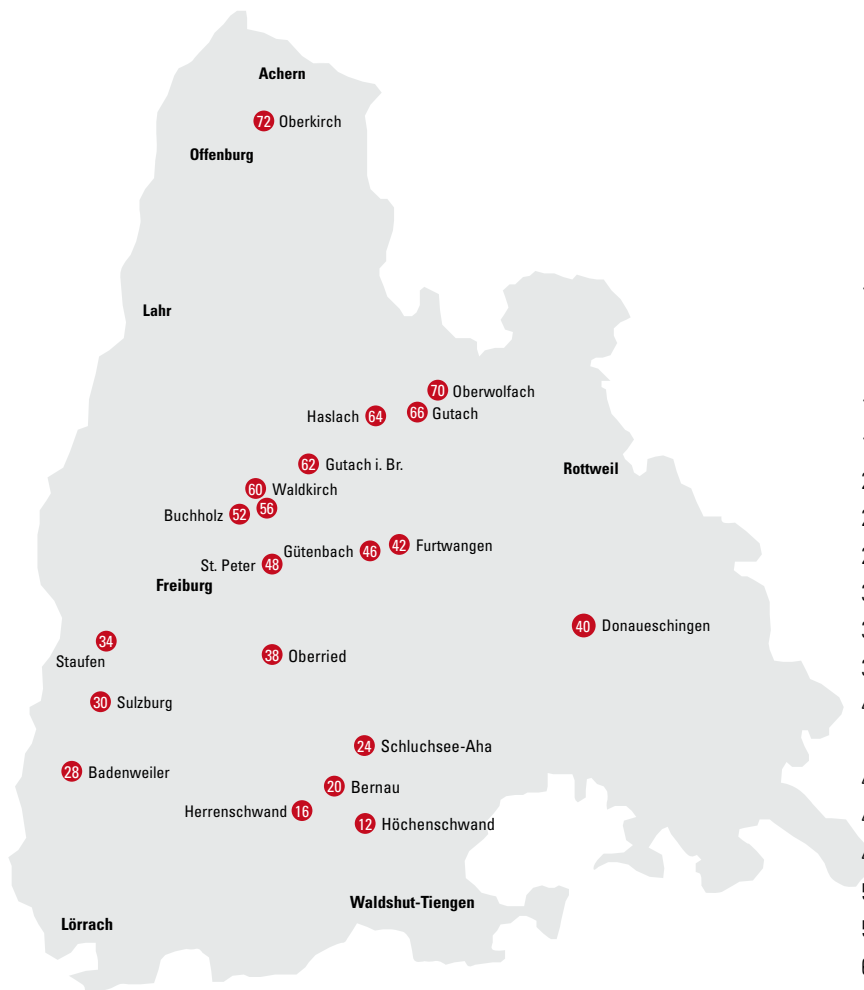 Achern
72 Oberkirch
Offenburg
Lahr
70 Oberwolfach
Haslach 64
66 Gutach
62 Gutach i. Br.
Rottweil
60 Waldkirch
56
Buchholz 52
42 Furtwangen
Gütenbach 46
St. Peter 48
Freiburg
40 Donaueschingen
34
Staufen
38 Oberried
30 Sulzburg
24 Schluchsee-Aha
28 Badenweiler
20 Bernau
Herrenschwand 16
12 Höchenschwand
Waldshut-Tiengen
Lörrach